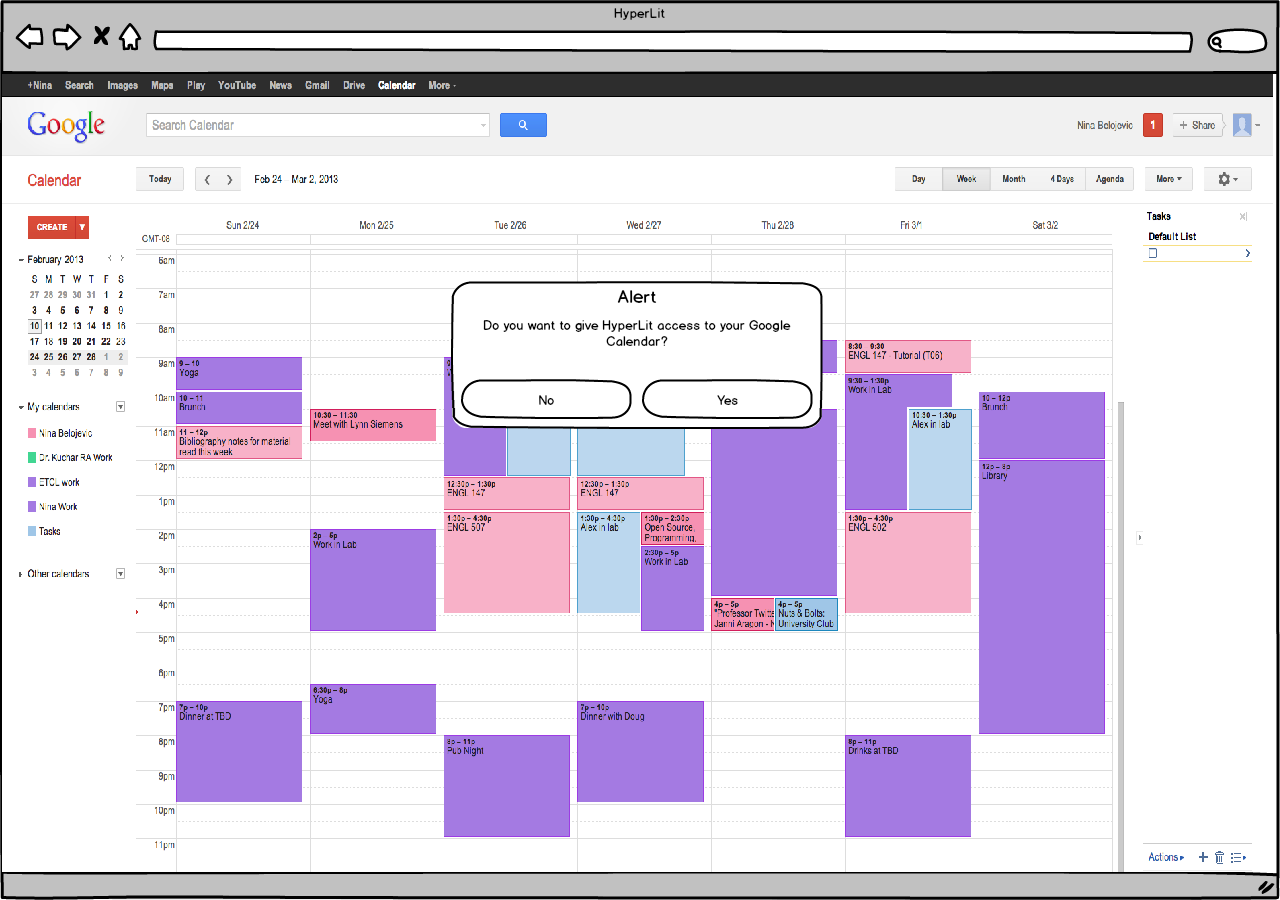 HyperLit
+Nina Search Images Maps Play YouTube News Gmail Drive Calendar More
Google
Search Calendar
Nina Belojevic
1
+ Share
Calendar
Today
Feb 24 Mar 2, 2013
Day Week Month 4 Days Agenda
More
CREATE
February 2013
S M T W T F S
27 28 29 30 31 1 2
3 4 5 6 7 8 9
10 11 12 13 14 15 16
17 18 19 20 21 22 23
24 25 26 27 28 1 2
3 4 5 6 7 8 9
My calendars
Nina Belojevic
Dr. Kuchar RA Work
ETCL work
Nina Work
Tasks
Other calendars
Sun 2/24 Mon 2/25 Tue 2/26 Wed 2/27 Thu 2/28 Fri 3/1 Sat 3/2
GMT-08
6am
7am
8am
9am
10am
11am
12pm
1pm
2pm
3pm
4pm
5pm
6pm
7pm
8pm
9pm
10pm
11pm
9 – 10
Yoga
10 – 11
Brunch
11 – 12p
Bibliography notes for material
read this week.
7p – 10p
Dinner at TBD
10:30 – 11:30
Meet with Lynn Siemens
2p – 5p
Work in Lab
6:30p – 8p
Yoga
12:30p – 1:30p
ENGL 147
1:30p – 4:30p
ENGL 507
8p – 11p
Pub Night
12:30p – 1:30p
ENGL 147
1:30p – 4:30p
Alex in lab
1:30p – 2:30p
Open Source,
Programming,
2:30p – 5p
Work in Lab
7p – 10p
Dinner with Doug
4p – 5p
"Professor Twitte
Janni Aragon - N
4p – 5p
Nuts & Bolts:
University Club
8:30 – 9:30
ENGL 147 - Tutorial (T06)
9:30 – 1:30p
Work in Lab
10:30 – 1:30p
Alex in lab
1:30p – 4:30p
ENGL 502
8p – 11p
Drinks at TBD
10 – 12p
Brunch
12p – 8p
Library
Alert
Do you want to give HyperLit access to your Google
Calendar?
No
Yes
Tasks
Default List
Actions